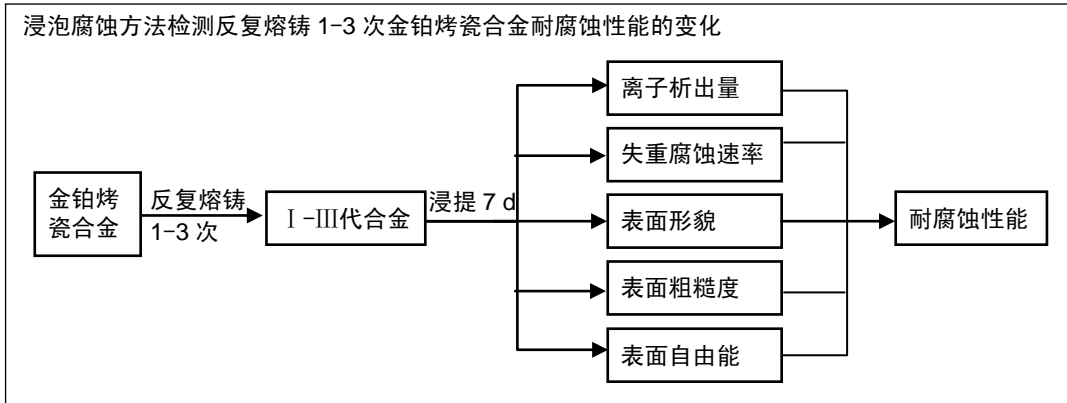 浸泡腐蚀方法检测反复熔铸 1-3 次金铂烤瓷合金耐腐蚀性能的变化
金铂烤
瓷合金
反复熔铸
1-3 次
Ⅰ-Ⅲ代合金
浸提 7 d
离子析出量
失重腐蚀速率
表面形貌
表面粗糙度
表面自由能
耐腐蚀性能